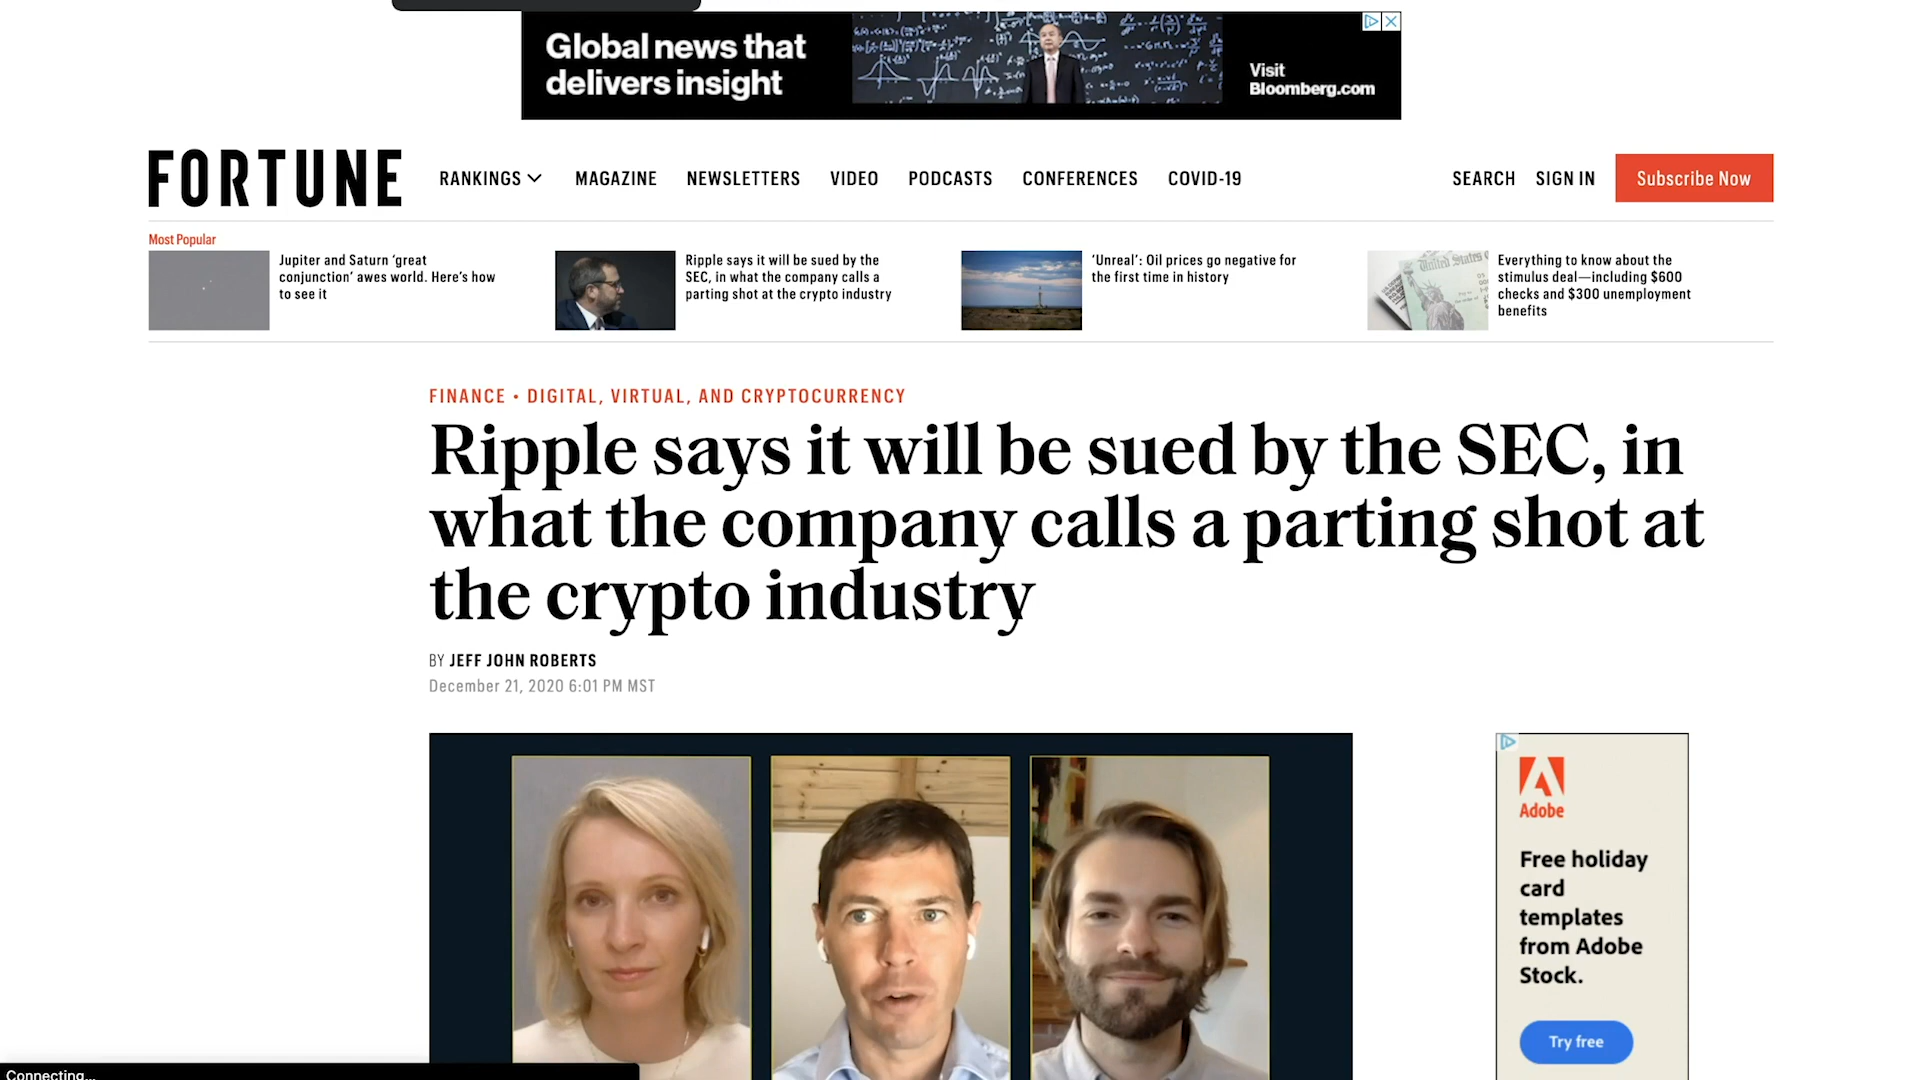 Global news that
delivers insight
Visit
Bloomberg.com
FORTUNE
RANKINGS
MAGAZINE
NEWSLETTERS
VIDEO
PODCASTS
CONFERENCES
COVID-19
SEARCH
SIGN IN
Subscribe Now
Most Popular
Jupiter and Saturn ‘great
conjunction’ awes world. Here’s how
to see it
Ripple says it will be sued by the
SEC, in what the company calls a
parting shot at the crypto industry
‘Unreal’: Oil prices go negative for
the first time in history
Everything to know about the
stimulus deal—including $600
checks and $300 unemployment
benefits
FINANCE • DIGITAL, VIRTUAL, AND CRYPTOCURRENCY
Ripple says it will be sued by the SEC, in
what the company calls a parting shot at
the crypto industry
BY JEFF JOHN ROBERTS
December 21, 2020 6:01 PM MST
Adobe
Free holiday
card
templates
from Adobe
Stock.
Try free
Connecting...